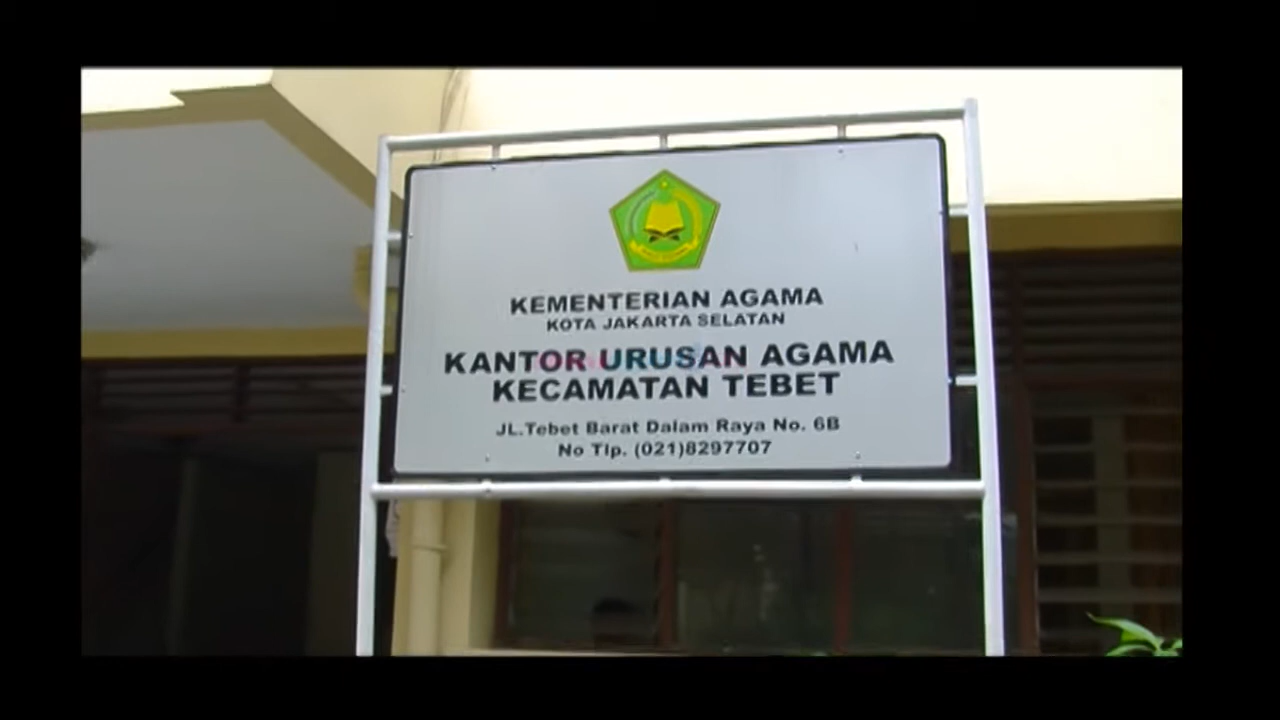 KEMENTERIAN AGAMA
KOTA JAKARTA SELATAN
KANTOR URUSAN AGAMA
KECAMATAN TEBET
JL.Tebet Barat Dalam Raya No. 6B
No Tlp. (021)8297707